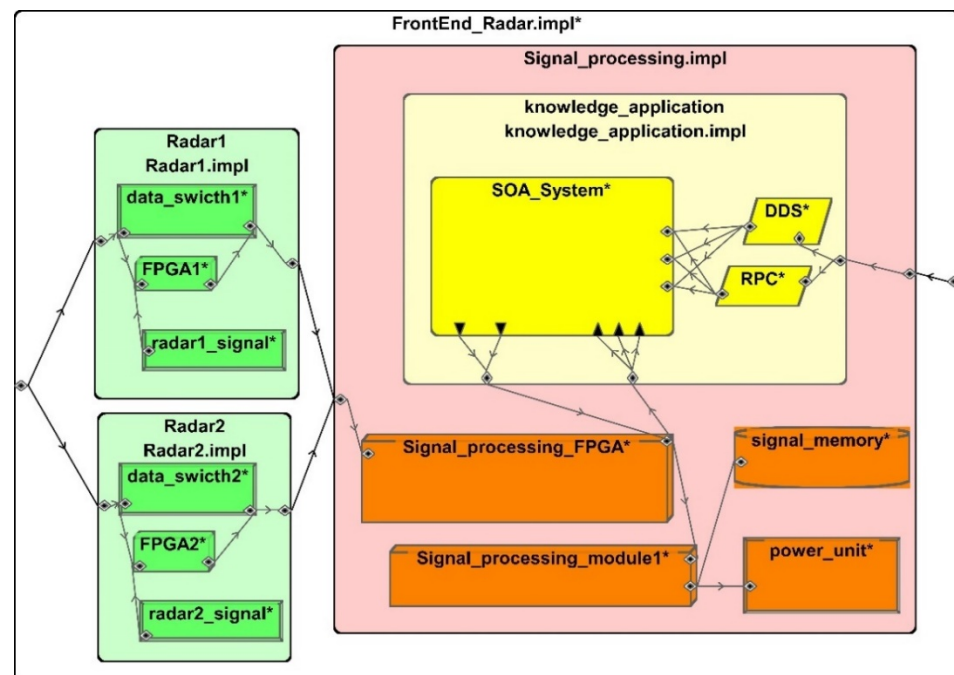 FrontEnd_Radar.impl*
Signal_processing.impl
knowledge_application
knowledge_application.impl
SOA_System*
DDS*
RPC*
Radar1
Radar1.impl
data_swicth1*
FPGA1*
radar1_signal*
Radar2
Radar2.impl
data_swicth2*
FPGA2*
radar2_signal*
Signal_processing_FPGA*
signal_memory*
Signal_processing_module1*
power_unit*